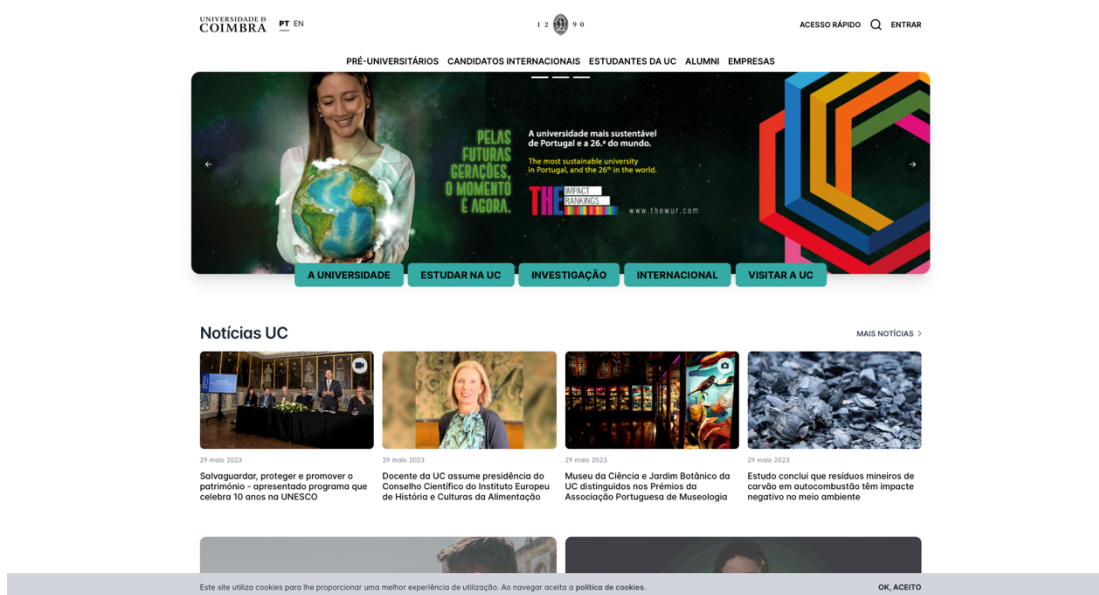 UNIVERSIDADE D
COIMBRA
PT EN
1 2 9 0
ACESSO RÁPIDO
ENTRAR
PRÉ-UNIVERSITÁRIOS CANDIDATOS INTERNACIONAIS ESTUDANTES DA UC ALUMNI EMPRESAS
PELAS
FUTURAS
GERAÇÕES,
O MOMENTO
É AGORA.
A universidade mais sustentável
de Portugal e a 26.ª do mundo.
The most sustainable university
in Portugal, and the 26th in the world.
THE IMPACT
RANKINGS
www.thewur.com
A UNIVERSIDADE
ESTUDAR NA UC
INVESTIGAÇÃO
INTERNACIONAL
VISITAR A UC
Notícias UC
MAIS NOTÍCIAS
29 maio 2023
Salvaguardar, proteger e promover o
património - apresentado programa que
celebra 10 anos na UNESCO
29 maio 2023
Docente da UC assume presidência do
Conselho Científico do Instituto Europeu
de História e Culturas da Alimentação
29 maio 2023
Museu da Ciência e Jardim Botânico da
UC distinguidos nos Prémios da
Associação Portuguesa de Museologia
29 maio 2023
Estudo conclui que resíduos mineiros de
carvão em autocombustão têm impacte
negativo no meio ambiente
Este site utiliza cookies para lhe proporcionar uma melhor experiência de utilização. Ao navegar aceita a política de cookies.
OK, ACEITO